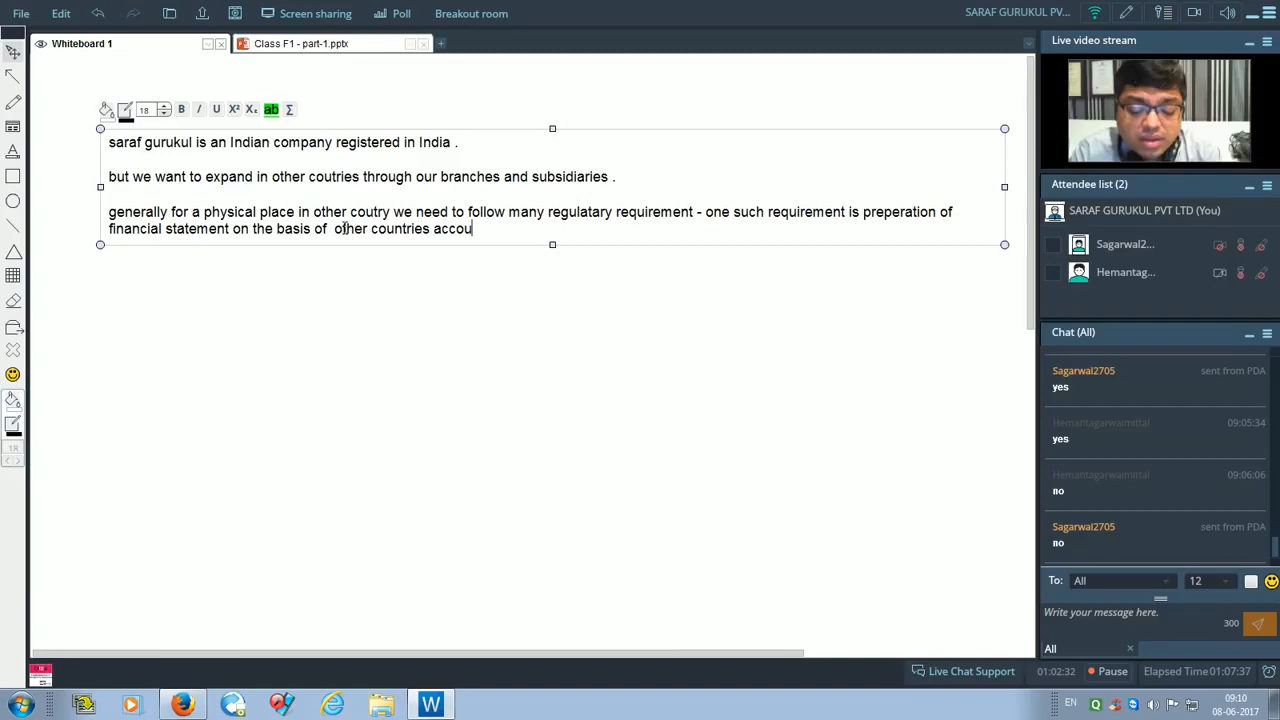 File Edit Screen sharing Poll Breakout room SARAF GURUKUL PV...
Whiteboard 1 Class F1 - part-1.pptx
Live video stream
18 B I U X² X₂ ab Σ
saraf gurukul is an Indian company registered in India .
but we want to expand in other coutries through our branches and subsidiaries .
generally for a physical place in other coutry we need to follow many regulatary requirement - one such requirement is preperation of
financial statement on the basis of other countries accou
Attendee list (2)
SARAF GURUKUL PVT LTD (You)
Sagarwal2...
Hemantag...
Chat (All)
Sagarwal2705 sent from PDA
yes
Hemantagarwalmittal 09:05:34
yes
Hemantagarwalmittal 09:06:06
no
Sagarwal2705 sent from PDA
no
To: All 12
Write your message here.
300
All
18
Live Chat Support 01:02:32 Pause Elapsed Time 01:07:37
EN 09:10
08-06-2017